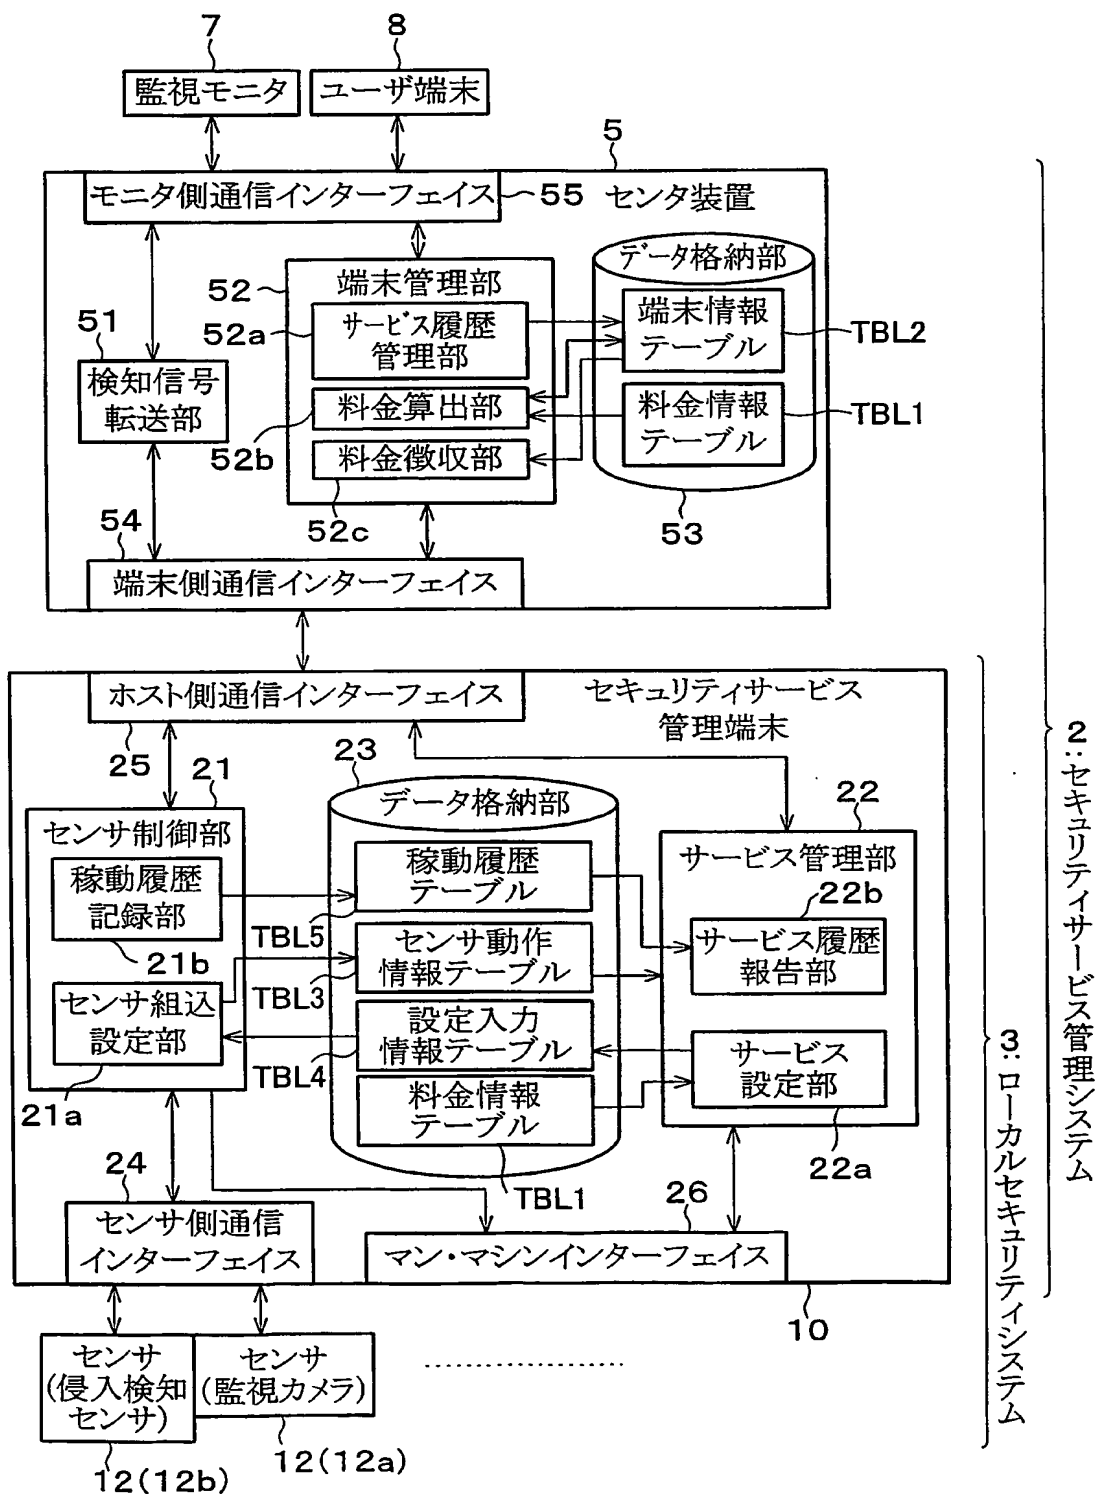 7
8
監視モニタ
ユーザ端末
5
モニタ側通信インターフェイス
55
センタ装置
52
端末管理部
データ格納部
52a
サービス履歴
管理部
端末情報
テーブル
TBL2
51
検知信号
転送部
料金算出部
料金情報
テーブル
TBL1
52b
料金徴収部
52c
53
54
端末側通信インターフェイス
ホスト側通信インターフェイス
セキュリティサービス
管理端末
25
21
23
22
データ格納部
センサ制御部
サービス管理部
稼動履歴
記録部
稼動履歴
テーブル
22b
21b
TBL5
センサ動作
情報テーブル
サービス履歴
報告部
TBL3
センサ組込
設定部
設定入力
情報テーブル
サービス
設定部
TBL4
21a
料金情報
テーブル
22a
24
TBL1
26
センサ側通信
インターフェイス
マン・マシンインターフェイス
10
センサ
(侵入検知
センサ)
センサ
(監視カメラ)
12(12b)
12(12a)
2:セキュリティサービス管理システム
3:ローカルセキュリティシステム